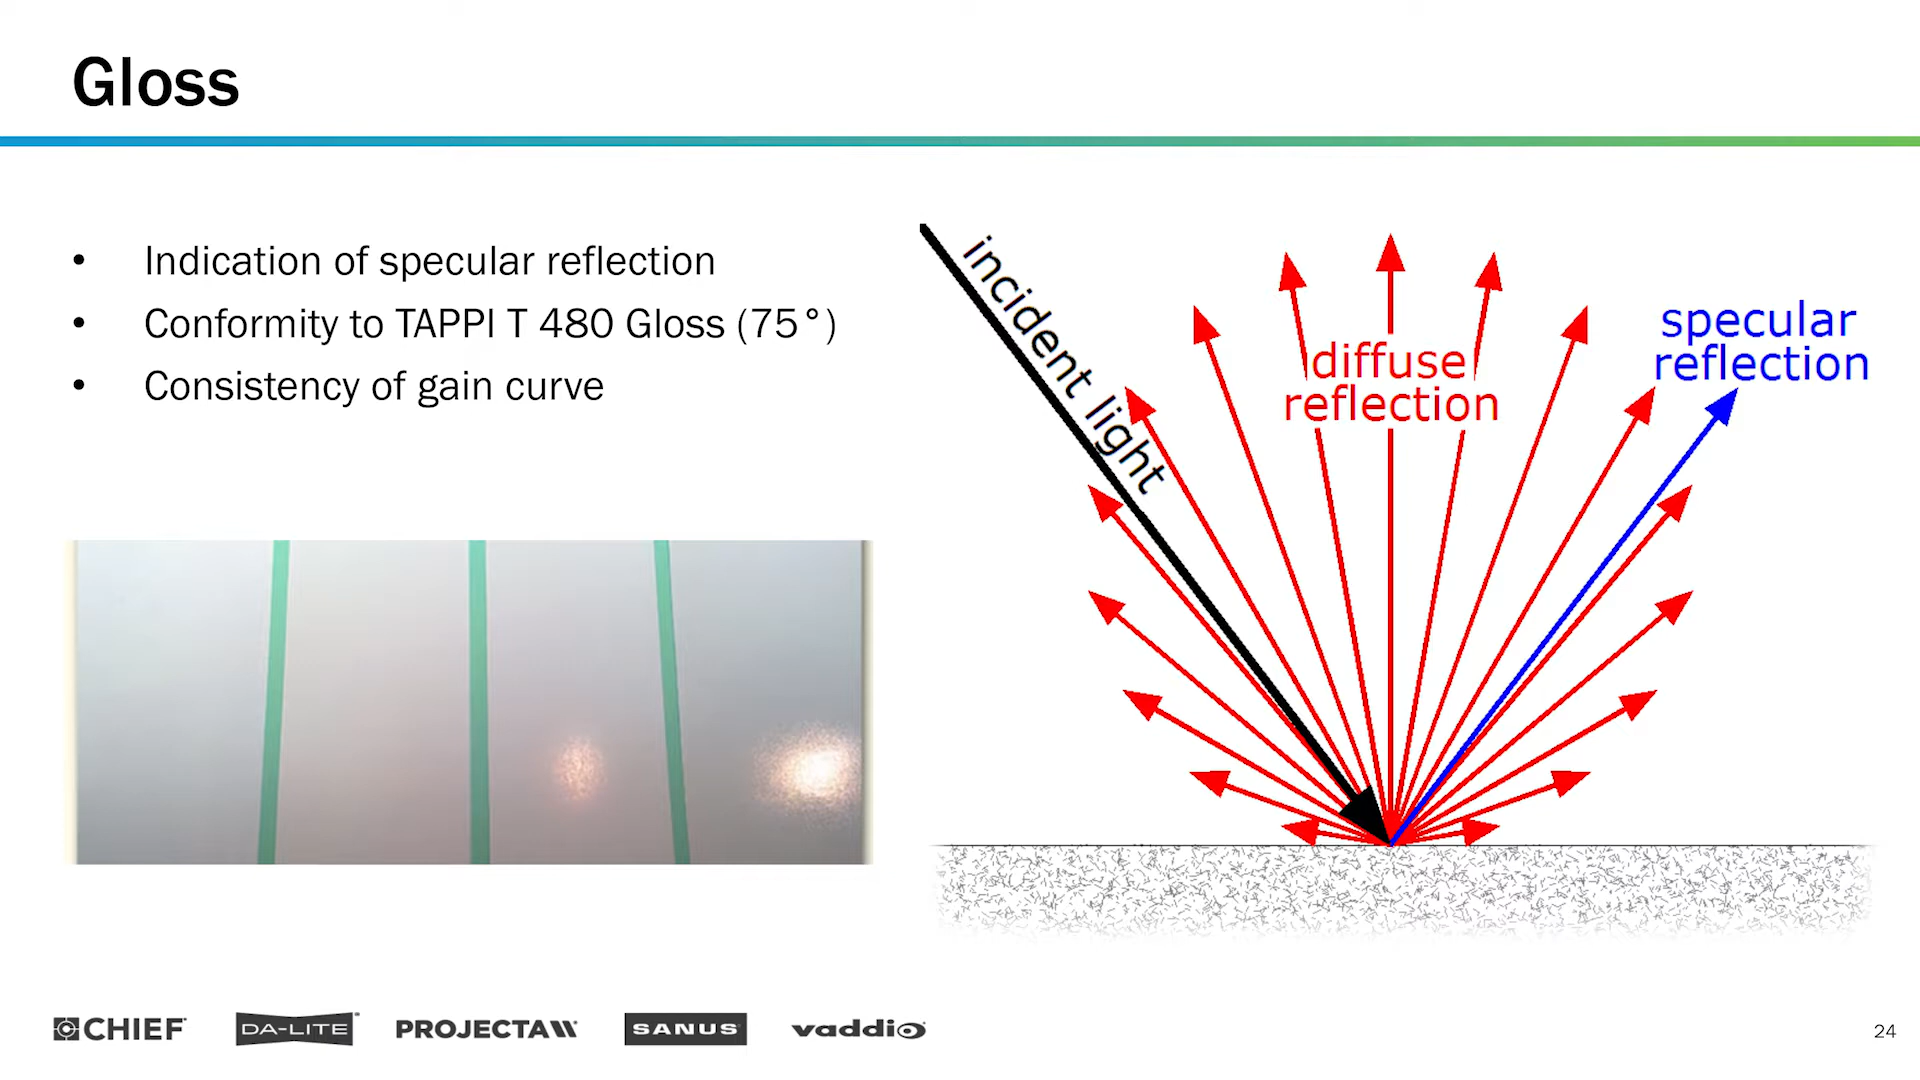 Gloss
• Indication of specular reflection
• Conformity to TAPPI T 480 Gloss (75°)
• Consistency of gain curve
incident light
diffuse
reflection
specular
reflection
CHIEF
DA-LITE
PROJECTA
SANUS
vaddio
24